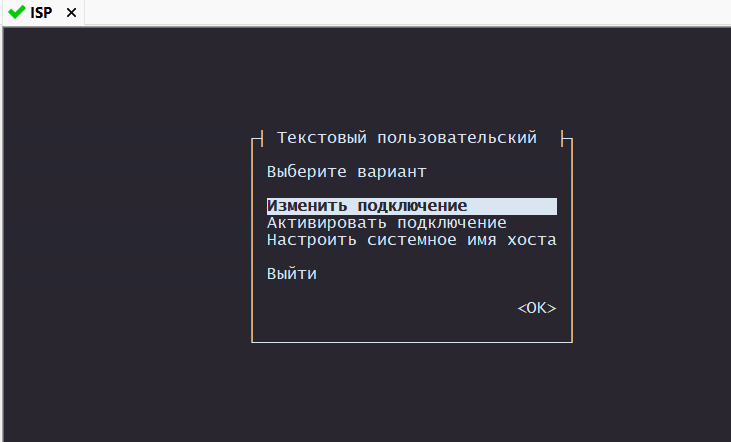 ISP
Текстовый пользовательский
Выберите вариант
Изменить подключение
Активировать подключение
Настроить системное имя хоста
Выйти
<OK>